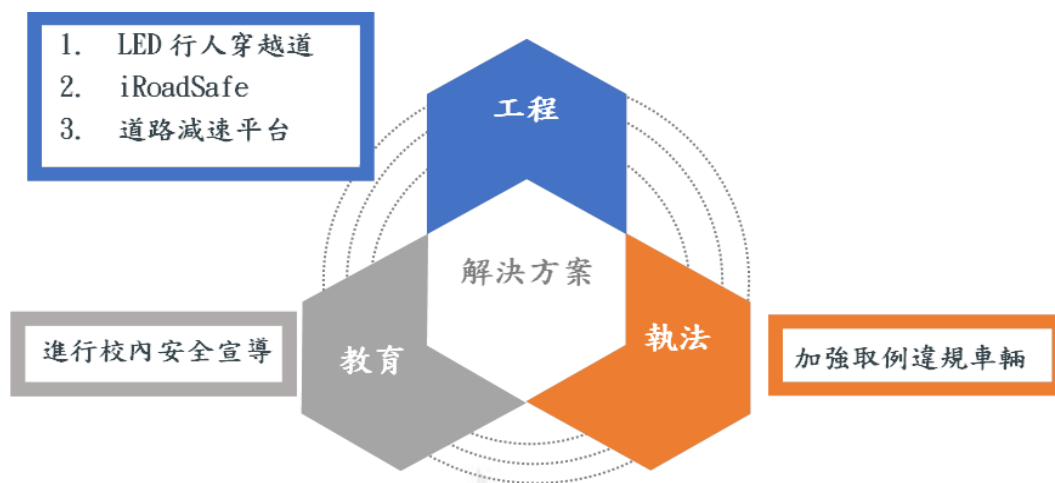 1. LED 行人穿越道
2. iRoadSafe
3. 道路減速平台
工程
解決方案
進行校內安全宣導
教育
執法
加強取例違規車輛